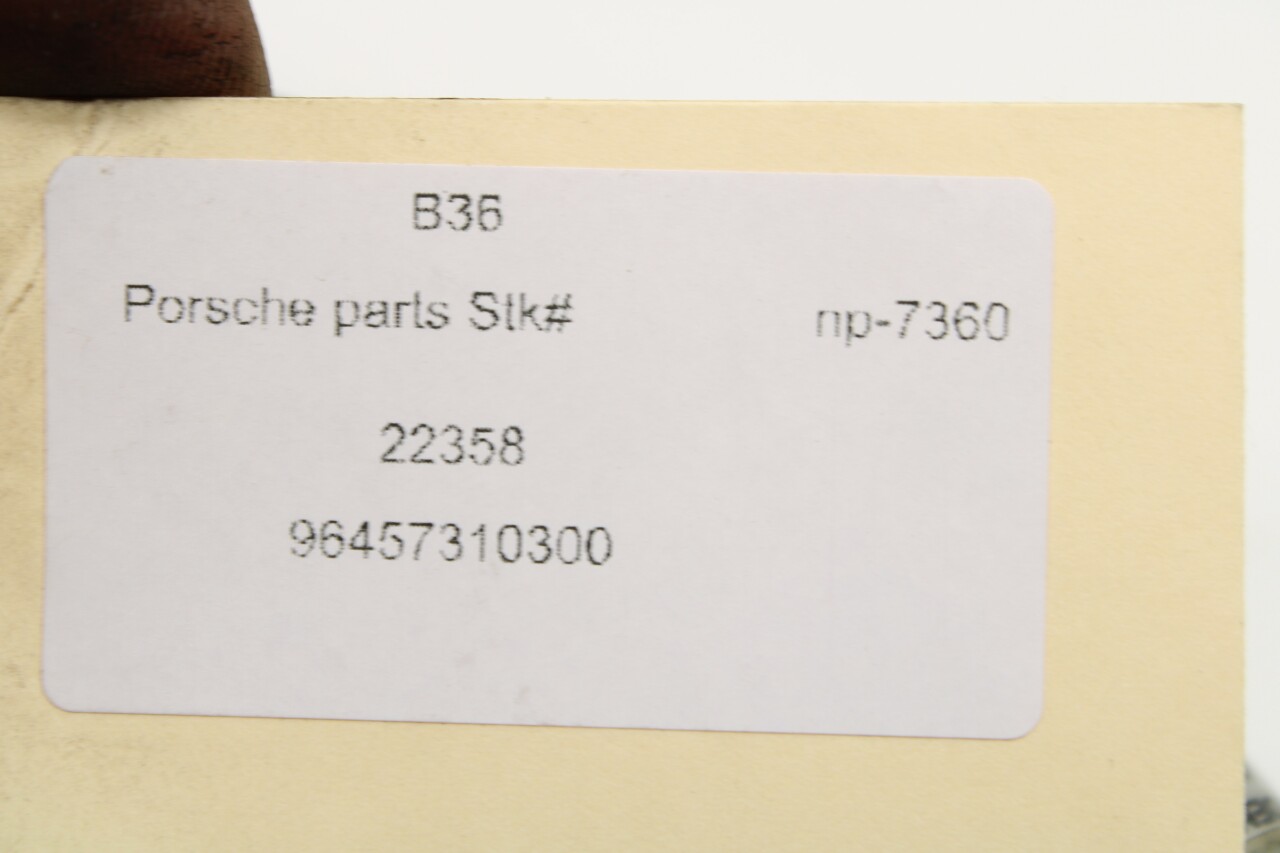 B36
Porsche parts Stk# np-7360
22358
96457310300